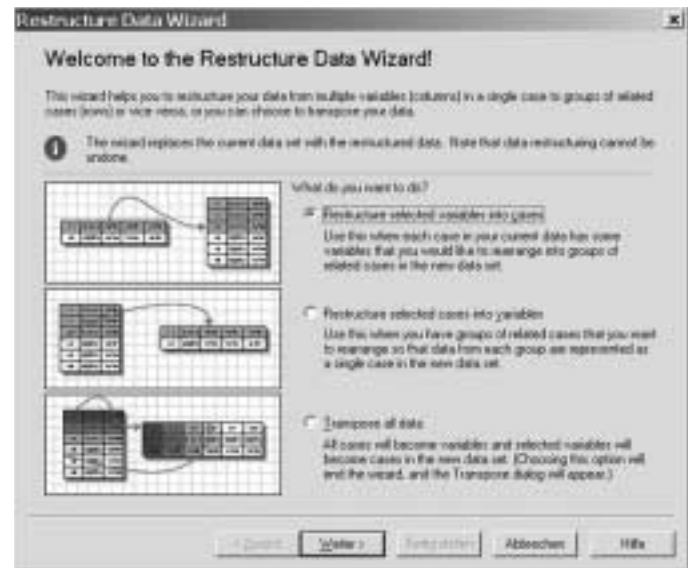 Restructure Data Wizard
Welcome to the Restructure Data Wizard!
This wizard helps you to restructure your data from multiple variables (columns) in a single case to groups of related
cases (rows) or vice versa, or you can choose to transpose your data.
The wizard replaces the current data set with the restructured data. Note that data restructuring cannot be
undone.
What do you want to do?
Restructure selected variables into cases
Use this when each case in your current data has some
variables that you would like to rearrange into groups of
related cases in the new data set.
Restructure selected cases into variables
Use this when you have groups of related cases that you want
to rearrange so that data from each group are represented as
a single case in the new data set.
Transpose all data
All cases will become variables and selected variables will
become cases in the new data set. (Choosing this option will
end the wizard, and the Transpose dialog will appear.)
< Zurück
Weiter >
Fertig stellen
Abbrechen
Hilfe